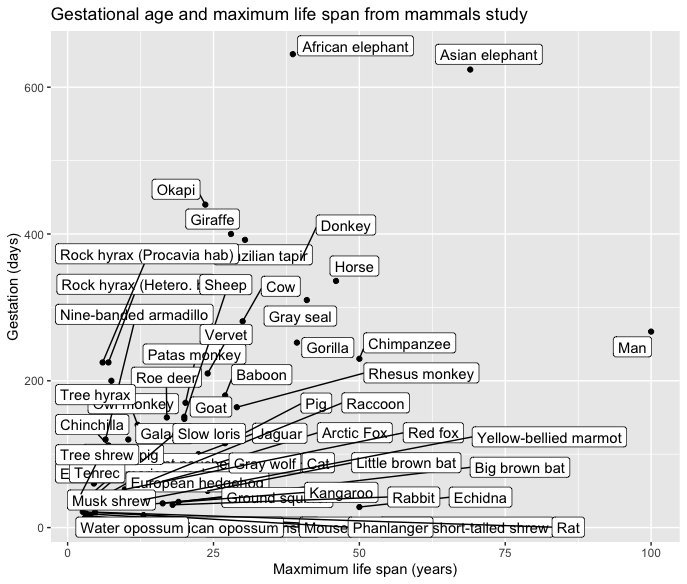 Gestational age and maximum life span from mammals study
African elephant
Asian elephant
600
Okapi
Giraffe
Donkey
400
Rock hyrax (Procavia hab)
tapir
Horse
Rock hyrax (Hetero.
Sheep
Cow
Nine-banded armadillo
Gray seal
Vervet
Gorilla
Chimpanzee
Man
Patas monkey
Roe deer
Baboon
Rhesus monkey
200
Tree hyrax
monkey
Goat
Pig
Raccoon
Chinchilla
Slow loris
Jaguar
Arctic Fox
Red fox
Yellow-bellied marmot
Tree shrew
pig
Gray wolf
Cat
Little brown bat
Big brown bat
Tenrec
European hedgehog
Musk shrew
Ground
Kangaroo
Rabbit
Echidna
0
Water opossum
opossum
Mouse
Phanlanger
short-tailed shrew
Rat
Gestation (days)
0
25
50
75
100
Maxmimum life span (years)